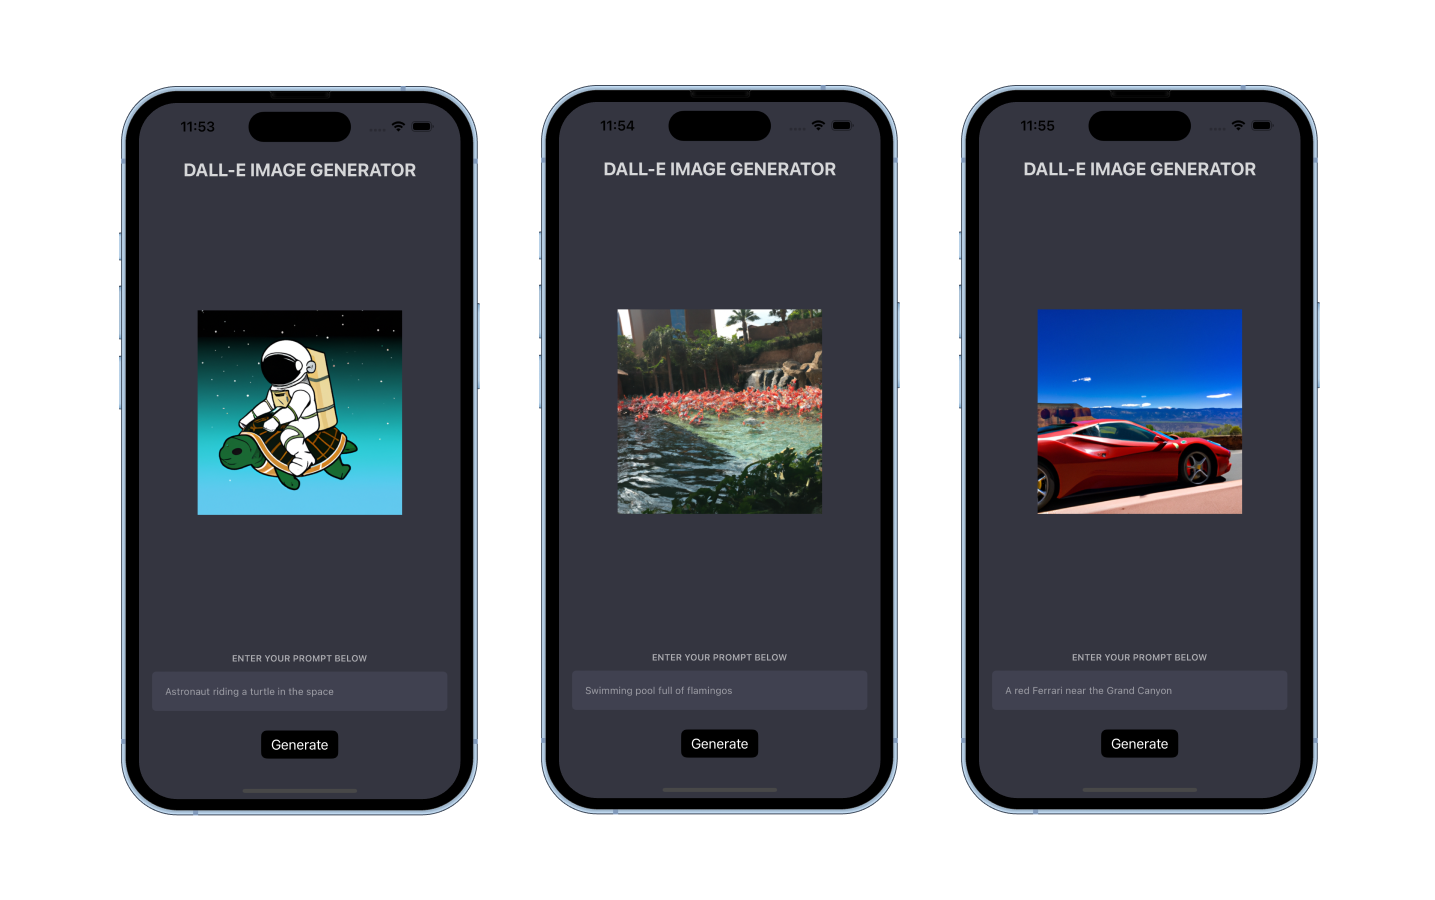 11:53
DALL-E IMAGE GENERATOR
ENTER YOUR PROMPT BELOW
Astronaut riding a turtle in the space
Generate
11:54
DALL-E IMAGE GENERATOR
ENTER YOUR PROMPT BELOW
Swimming pool full of flamingos
Generate
11:55
DALL-E IMAGE GENERATOR
ENTER YOUR PROMPT BELOW
A red Ferrari near the Grand Canyon
Generate